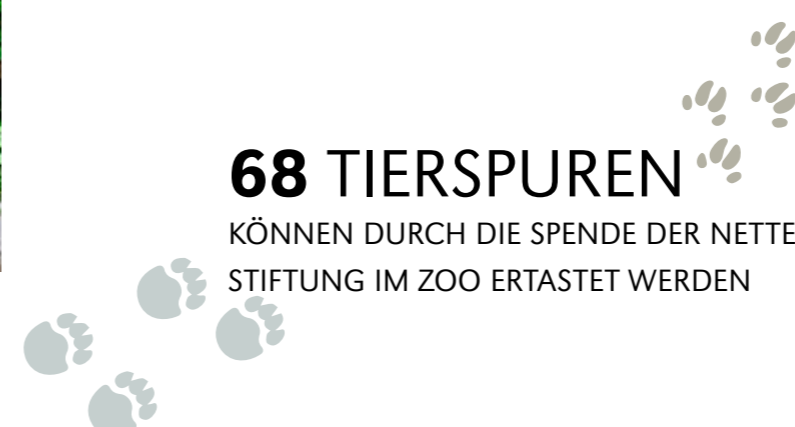 68 TIERSPUREN
KÖNNEN DURCH DIE SPENDE DER NETTE
STIFTUNG IM ZOO ERTASTET WERDEN